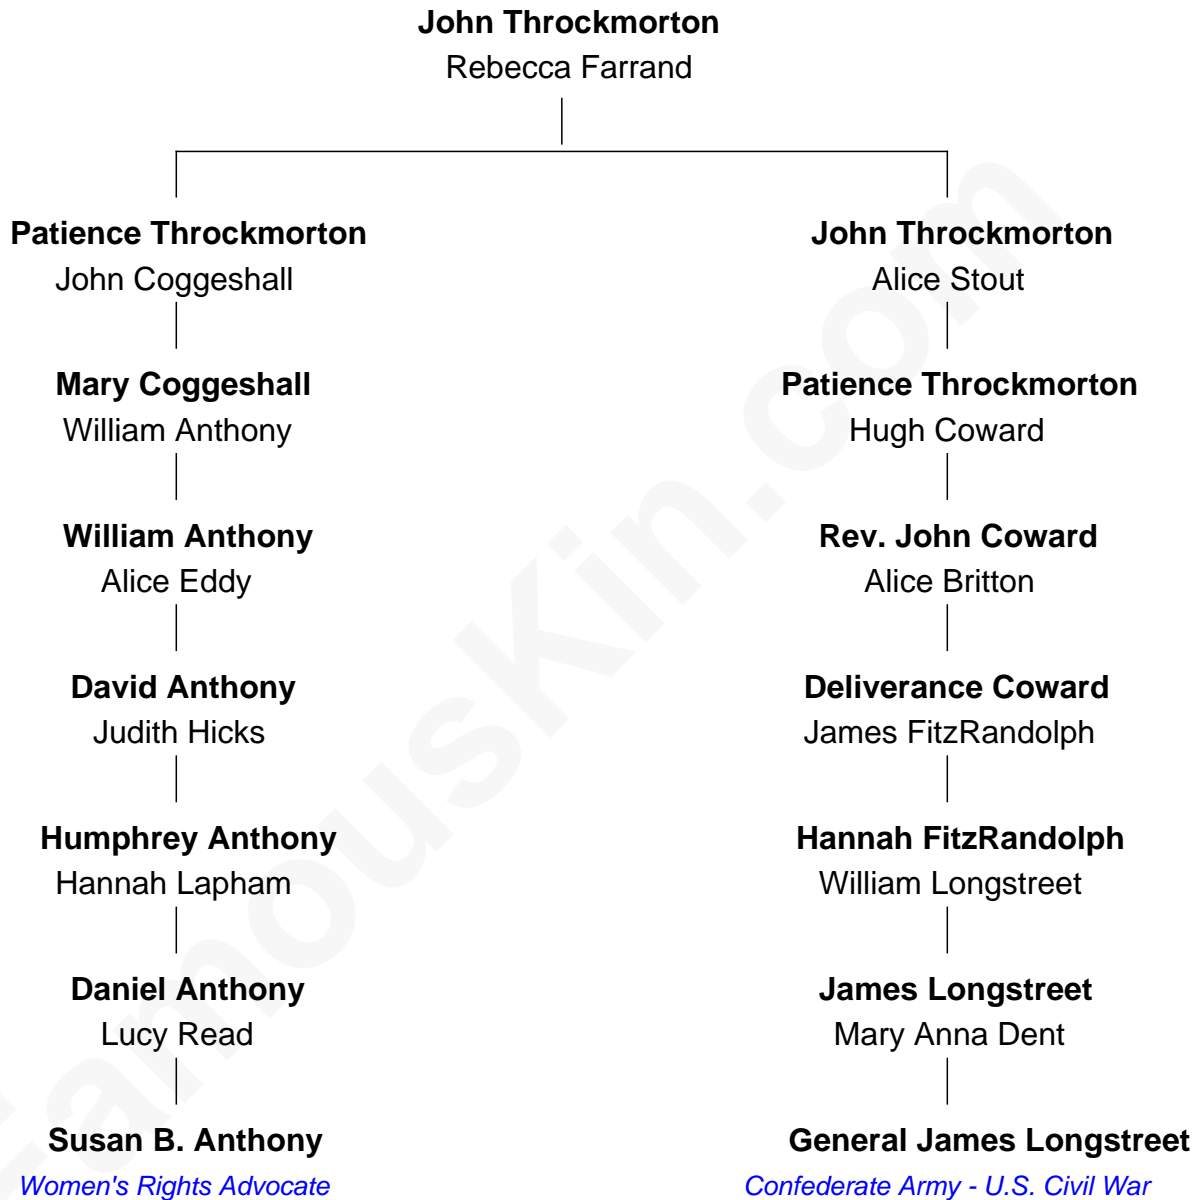 John Throckmorton
Rebecca Farrand
Patience Throckmorton
John Coggeshall
John Throckmorton
Alice Stout
Mary Coggeshall
William Anthony
Patience Throckmorton
Hugh Coward
William Anthony
Alice Eddy
Rev. John Coward
Alice Britton
David Anthony
Judith Hicks
Deliverance Coward
James FitzRandolph
Humphrey Anthony
Hannah Lapham
Hannah FitzRandolph
William Longstreet
Daniel Anthony
Lucy Read
James Longstreet
Mary Anna Dent
Susan B. Anthony
Women's Rights Advocate
General James Longstreet
Confederate Army - U.S. Civil War
FamousKin.com